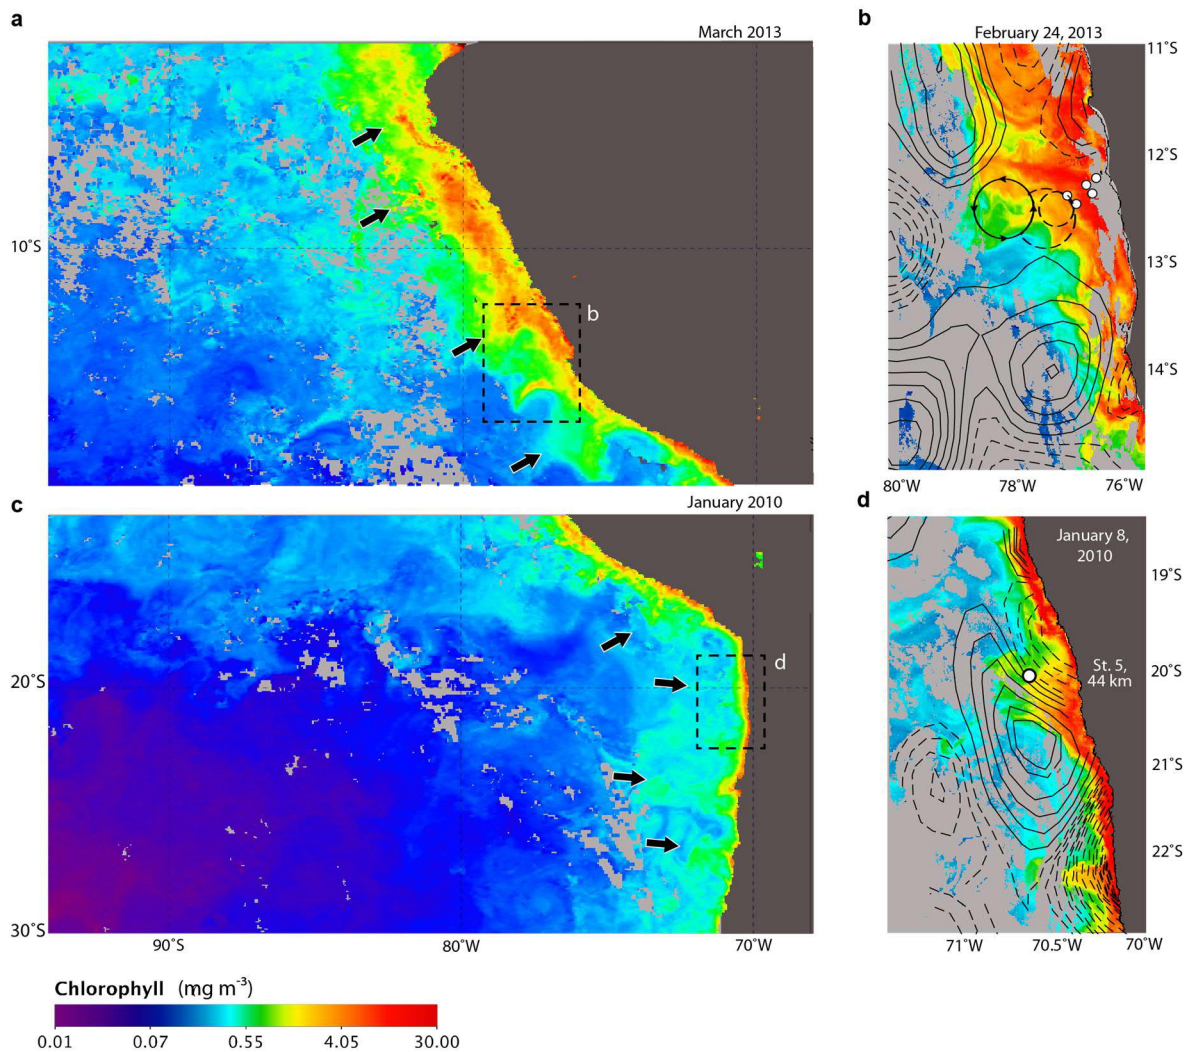 a
March 2013
10°S
b
b
February 24, 2013
11°S
12°S
13°S
14°S
80°W
78°W
76°W
c
January 2010
20°S
30°S
d
90°S
80°W
70°W
d
January 8,
2010
19°S
St. 5,
44 km
20°S
21°S
22°S
71°W
70.5°W
70°W
Chlorophyll (mg m⁻³)
0.01
0.07
0.55
4.05
30.00